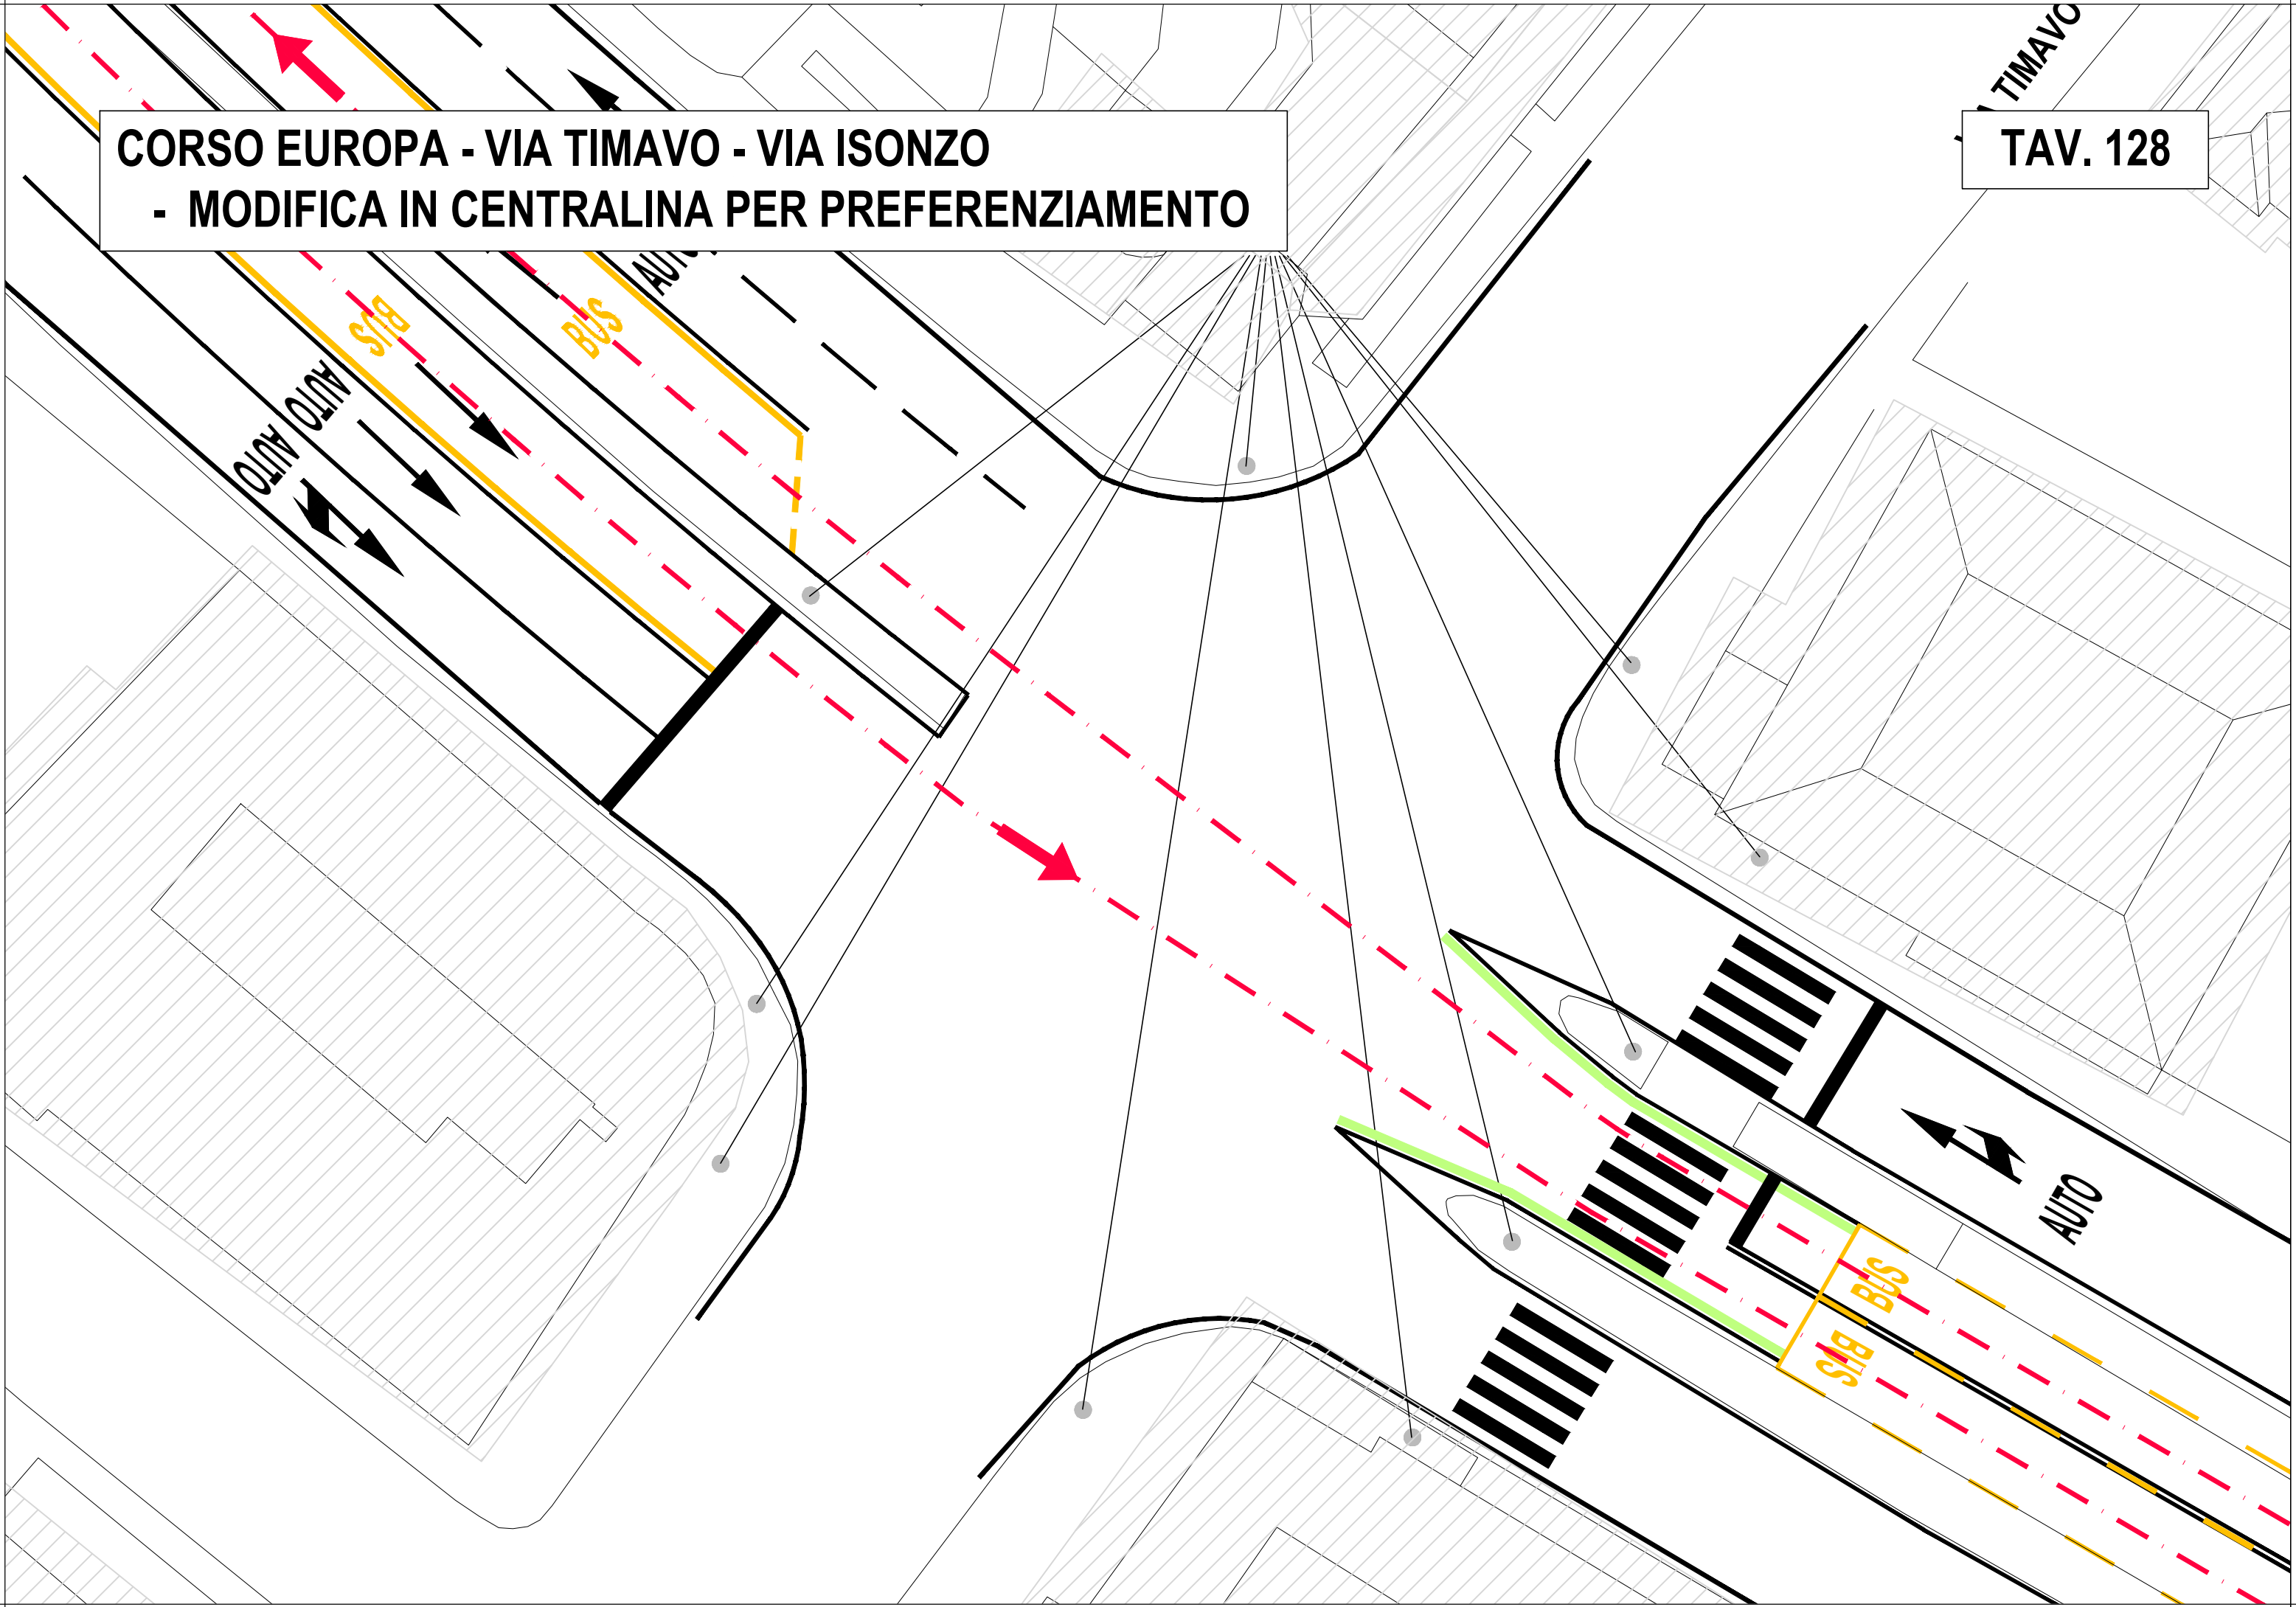 TIMAVO
CORSO EUROPA - VIA TIMAVO - VIA ISONZO
- MODIFICA IN CENTRALINA PER PREFERENZIAMENTO
TAV. 128
BUS
BUS
AUTO
AUTO
AUTO
BUS
BUS